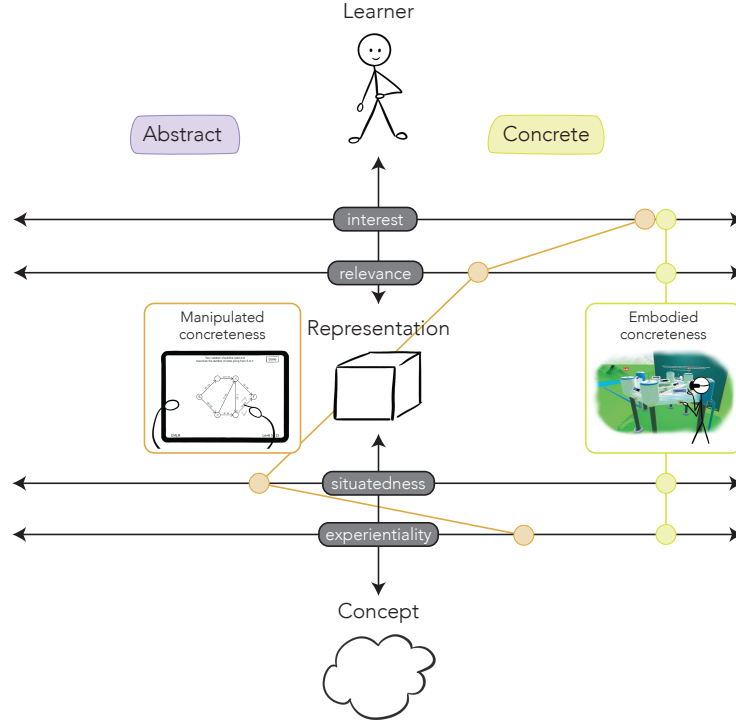 Learner
Abstract
Concrete
interest
relevance
Manipulated
concreteness
Representation
Embodied
concreteness
situatedness
experientiality
Concept